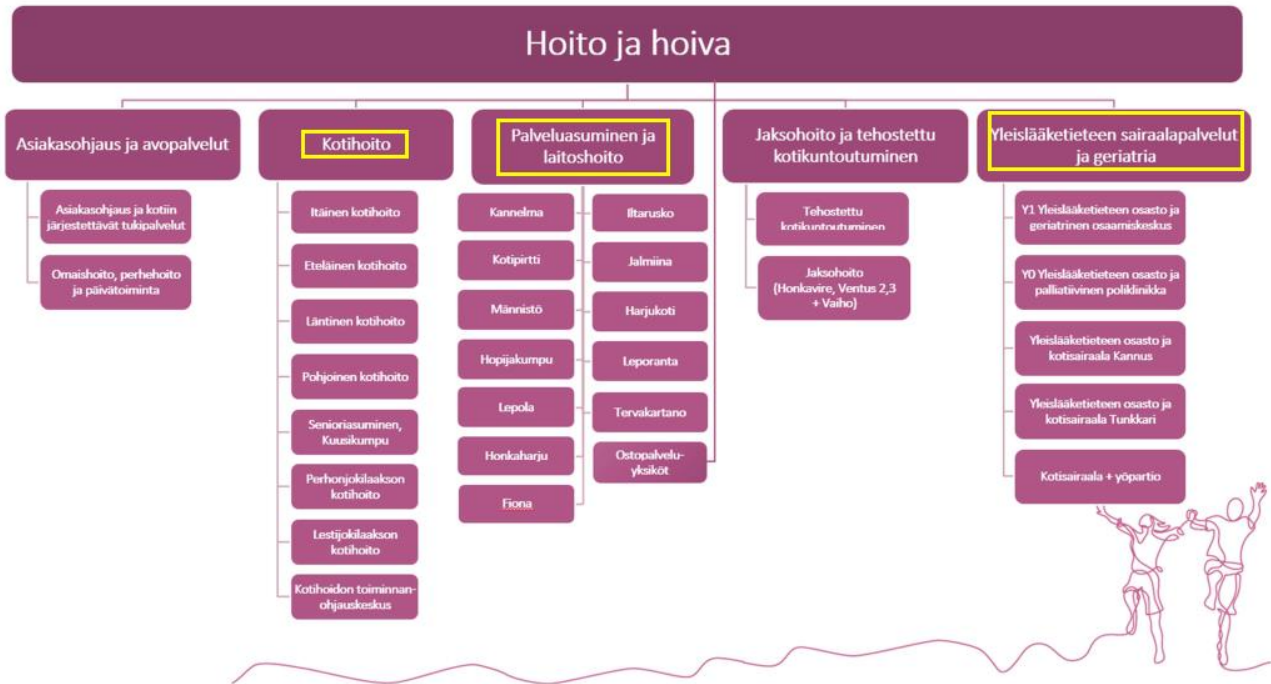 Hoito ja hoiva
Asiakasohjaus ja avopalvelut
Asiakasohjaus ja kotiin
järjestettävät tukipalvelut
Omaishoito, perhehoito
ja päivätoiminta
Kotihoito
Itäinen kotihoito
Eteläinen kotihoito
Läntinen kotihoito
Pohjoinen kotihoito
Senioriasuminen,
Kuusikumpu
Perhonjokilaakson
kotihoito
Lestijokilaakson
kotihoito
Kotihoidon toiminnan-
ohjauskeskus
Palveluasuminen ja
laitoshoito
Kannelma
Kotipirtti
Männistö
Hopijakumpu
Lepola
Honkaharju
Fiona
Iltarusko
Jalmiina
Harjukoti
Leporanta
Tervakartano
Ostopalvelu-
yksiköt
Jaksohoito ja tehostettu
kotikuntoutuminen
Tehostettu
kotikuntoutuminen
Jaksohoito
(Honkavire, Ventus 2,3
+ Vaiho)
Yleislääketieteen sairaalapalvelut
ja geriatria
Y1 Yleislääketieteen osasto ja
geriatrinen osaamiskeskus
Y0 Yleislääketieteen osasto ja
palliatiivinen poliklinikka
Yleislääketieteen osasto ja
kotisairaala Kannus
Yleislääketieteen osasto ja
kotisairaala Tunkkari
Kotisairaala + yöpartio